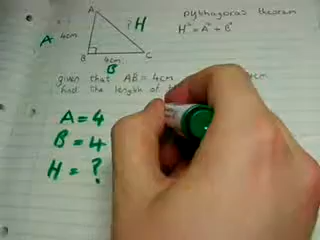 A
? H
pythagoras theorem
A 4cm
H² = A² + B²
B 4cm C
B
given that AB = 4cm
find the length of
A = 4
B = 4
H = ?